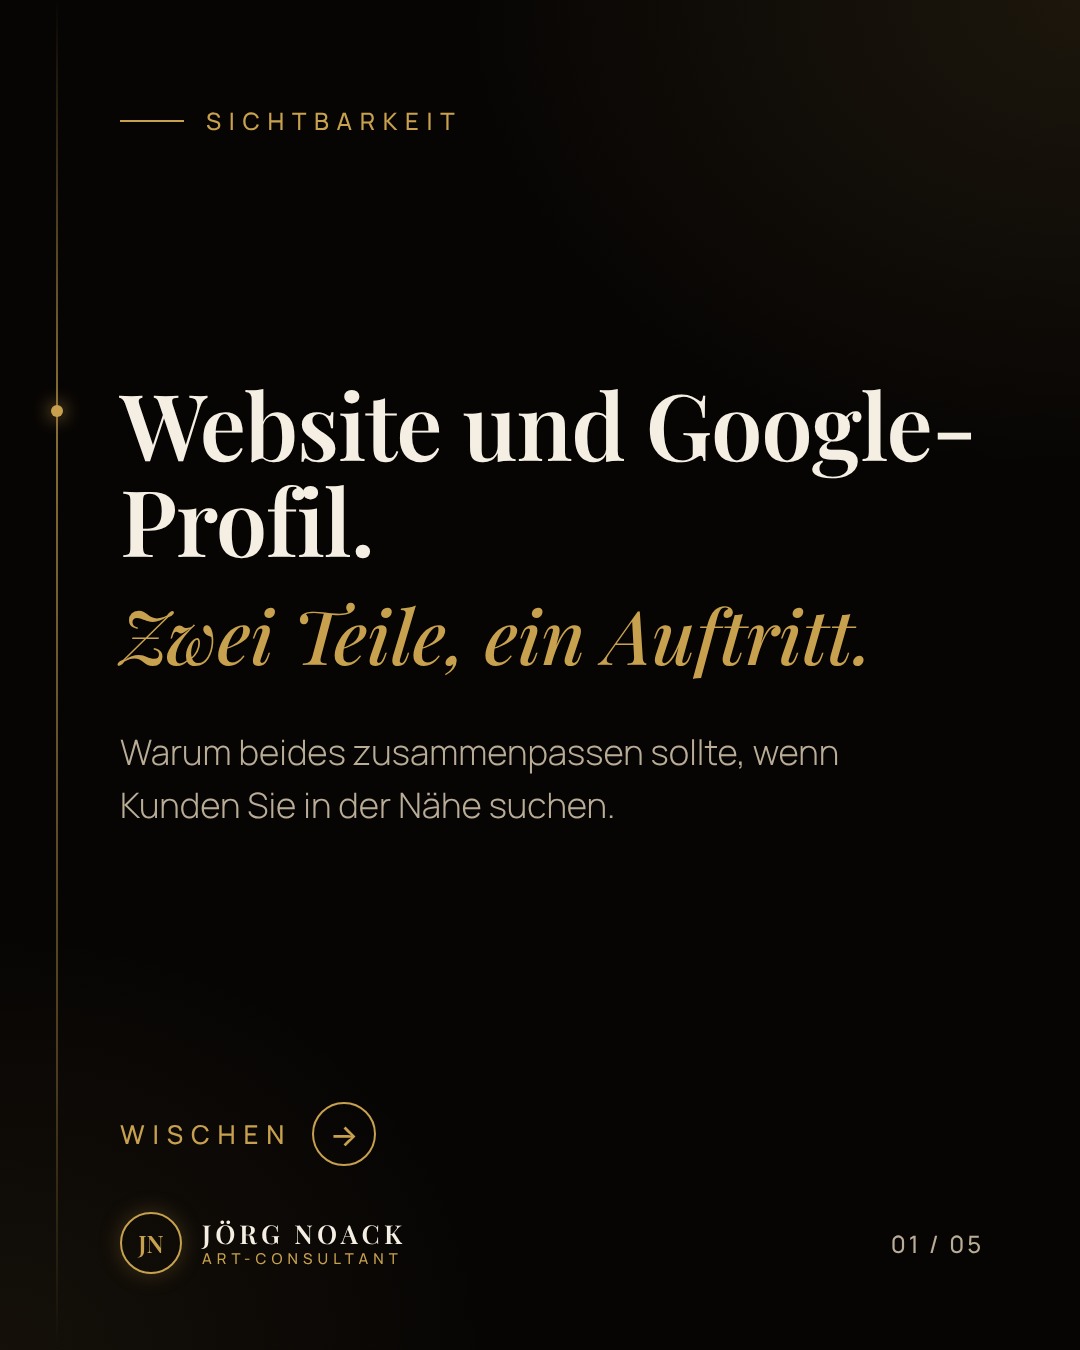 SICHTBARKEIT
Website und Google-
Profil.
Zwei Teile, ein Auftritt.
Warum beides zusammenpassen sollte, wenn
Kunden Sie in der Nähe suchen.
WISCHEN →
JN
JÖRG NOACK
ART-CONSULTANT
01 / 05